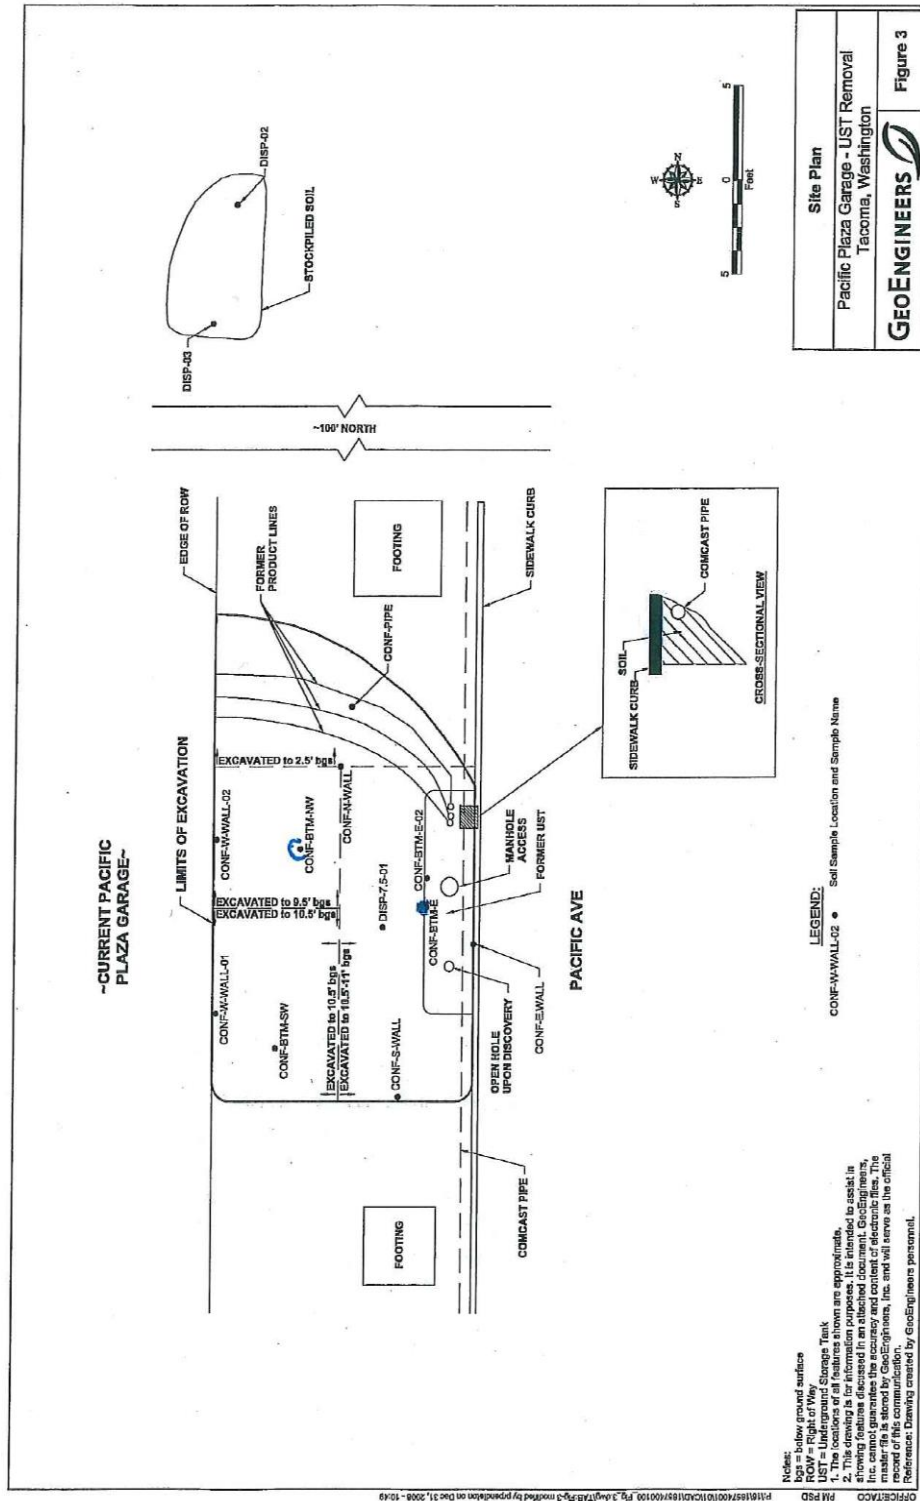 ~CURRENT PACIFIC
PLAZA GARAGE~
LIMITS OF EXCAVATION
EDGE OF ROW
FORMER
PRODUCT LINES
CONF-W-WALL-01
CONF-W-WALL-02
CONF-BTM-SW
CONF-BTM-NW
EXCAVATED to 9.5' bgs
EXCAVATED to 10.5' bgs
EXCAVATED to 2.5' bgs
EXCAVATED to 10.5' bgs
EXCAVATED to 10.5'-11' bgs
CONF-N-WALL
CONF-PIPE
DISP-7.5-01
CONF-S-WALL
CONF-BTM-E
CONF-BTM-E-02
FOOTING
FOOTING
OPEN HOLE
UPON DISCOVERY
MANHOLE
ACCESS
FORMER UST
CONF-E.WALL
COMCAST PIPE
SIDEWALK CURB
PACIFIC AVE
~100' NORTH
DISP-03
DISP-02
STOCKPILED SOIL
SIDEWALK CURB
SOIL
COMCAST PIPE
CROSS-SECTIONAL VIEW
LEGEND:
CONF-W-WALL-02 ● Soil Sample Location and Sample Name
N
W
E
S
5 0 5
Feet
Notes:
bgs = below ground surface
ROW = Right of Way
UST = Underground Storage Tank
1. The locations of all features shown are approximate.
2. This drawing is for information purposes. It is intended to assist in
showing features discussed in an attached document. GeoEngineers,
Inc. cannot guarantee the accuracy and content of electronic files. The
master file is stored by GeoEngineers, Inc. and will serve as the official
record of this communication.
Reference: Drawing created by GeoEngineers personnel.
Site Plan
Pacific Plaza Garage - UST Removal
Tacoma, Washington
GEOENGINEERS
Figure 3